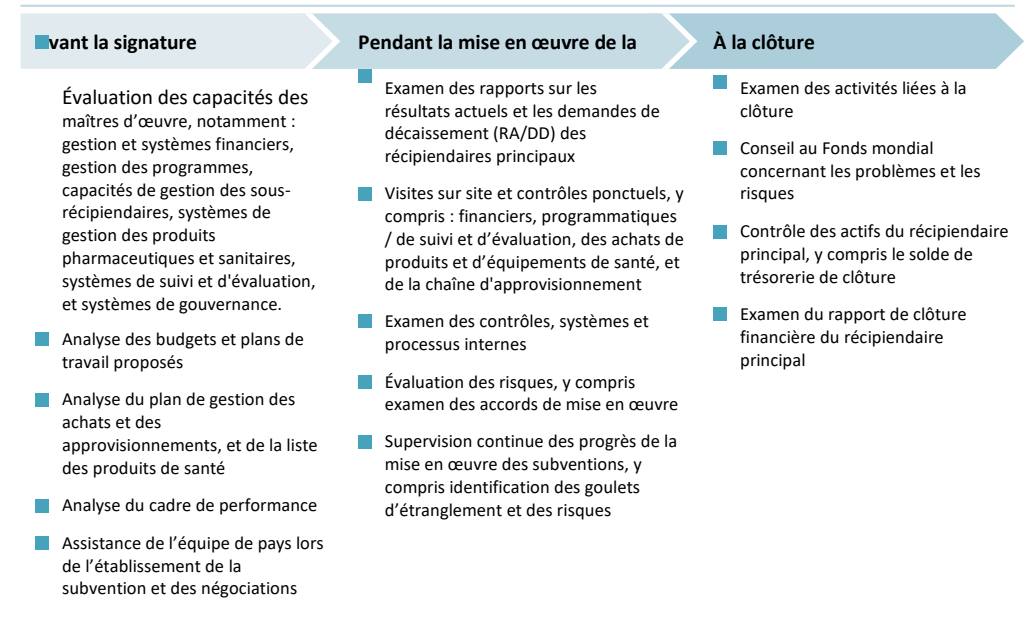 vant la signature
Évaluation des capacités des
maîtres d’œuvre, notamment :
gestion et systèmes financiers,
gestion des programmes,
capacités de gestion des sous-
récipiendaires, systèmes de
gestion des produits
pharmaceutiques et sanitaires,
systèmes de suivi et d'évaluation,
et systèmes de gouvernance.
Analyse des budgets et plans de
travail proposés
Analyse du plan de gestion des
achats et des
approvisionnements, et de la liste
des produits de santé
Analyse du cadre de performance
Assistance de l’équipe de pays lors
de l’établissement de la
subvention et des négociations
Pendant la mise en œuvre de la
Examen des rapports sur les
résultats actuels et les demandes de
décaissement (RA/DD) des
récipiendaires principaux
Visites sur site et contrôles ponctuels, y
compris : financiers, programmatiques
/ de suivi et d’évaluation, des achats de
produits et d’équipements de santé, et
de la chaîne d'approvisionnement
Examen des contrôles, systèmes et
processus internes
Évaluation des risques, y compris
examen des accords de mise en œuvre
Supervision continue des progrès de la
mise en œuvre des subventions, y
compris identification des goulets
d’étranglement et des risques
À la clôture
Examen des activités liées à la
clôture
Conseil au Fonds mondial
concernant les problèmes et les
risques
Contrôle des actifs du récipiendaire
principal, y compris le solde de
trésorerie de clôture
Examen du rapport de clôture
financière du récipiendaire
principal